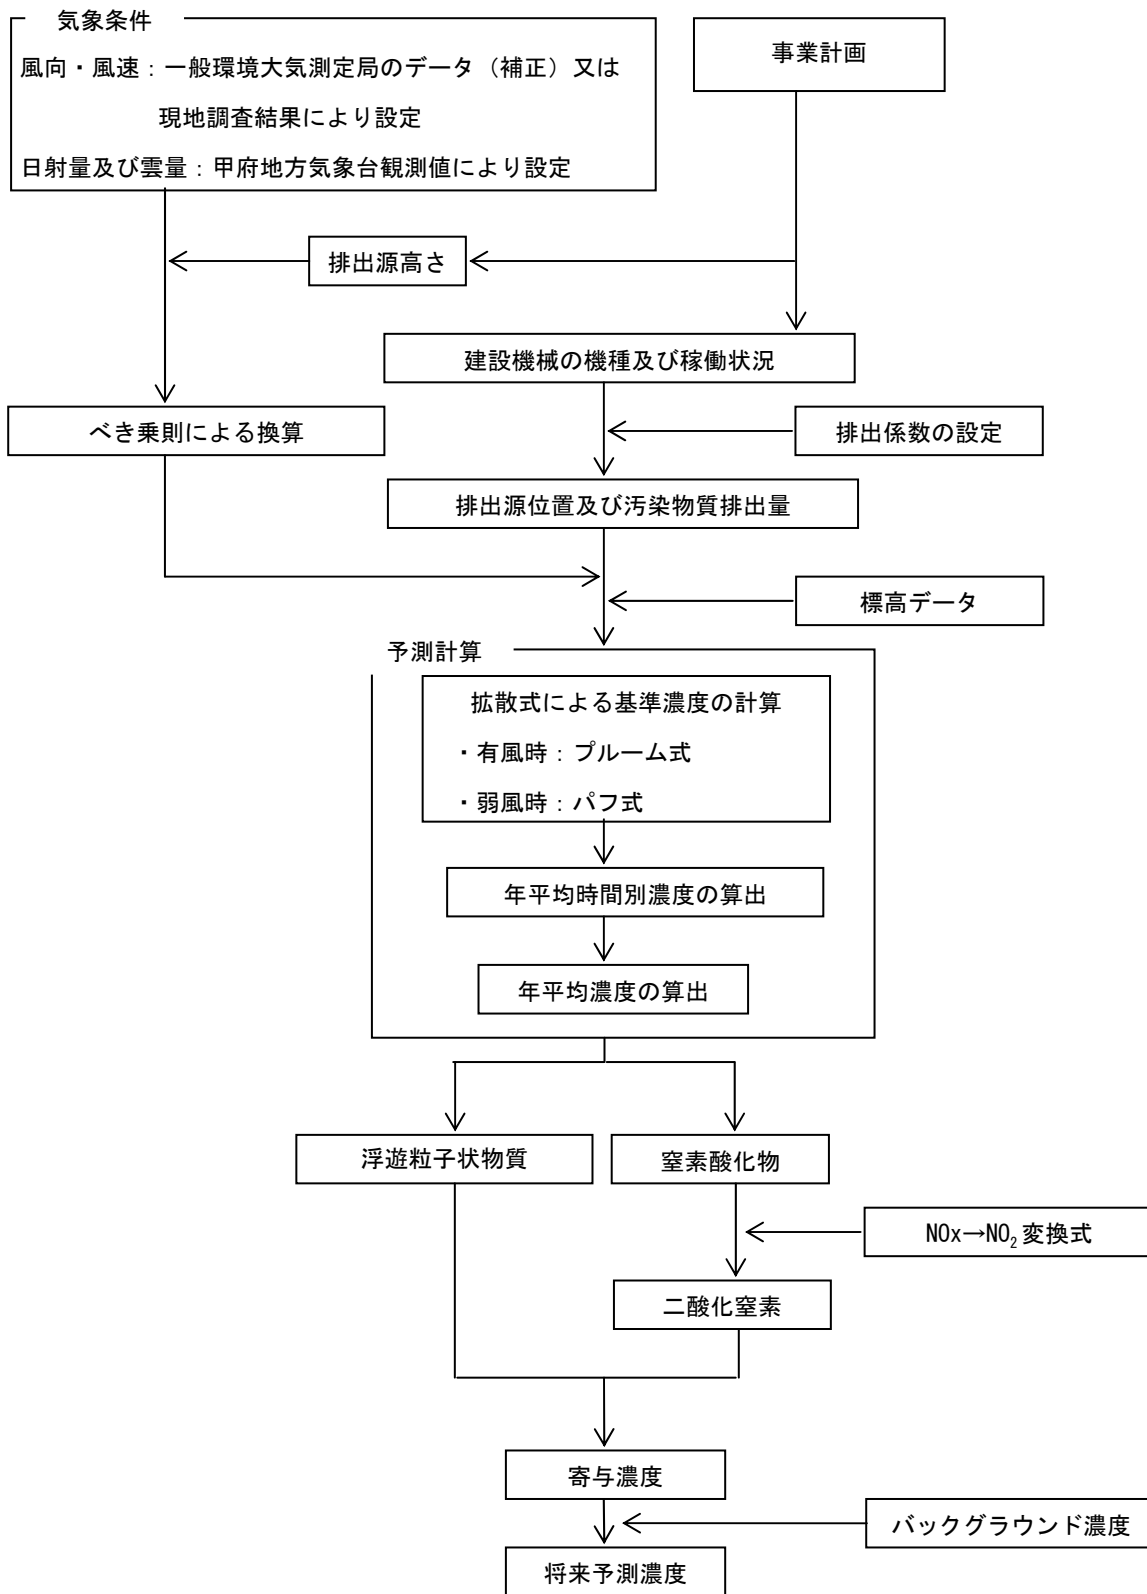 気象条件
風向・風速：一般環境大気測定局のデータ（補正）又は
現地調査結果により設定
日射量及び雲量：甲府地方気象台観測値により設定
事業計画
排出源高さ
建設機械の機種及び稼働状況
べき乗則による換算
排出係数の設定
排出源位置及び汚染物質排出量
標高データ
予測計算
拡散式による基準濃度の計算
・有風時：プルーム式
・弱風時：パフ式
年平均時間別濃度の算出
年平均濃度の算出
浮遊粒子状物質
窒素酸化物
NOx→NO₂変換式
二酸化窒素
寄与濃度
バックグラウンド濃度
将来予測濃度